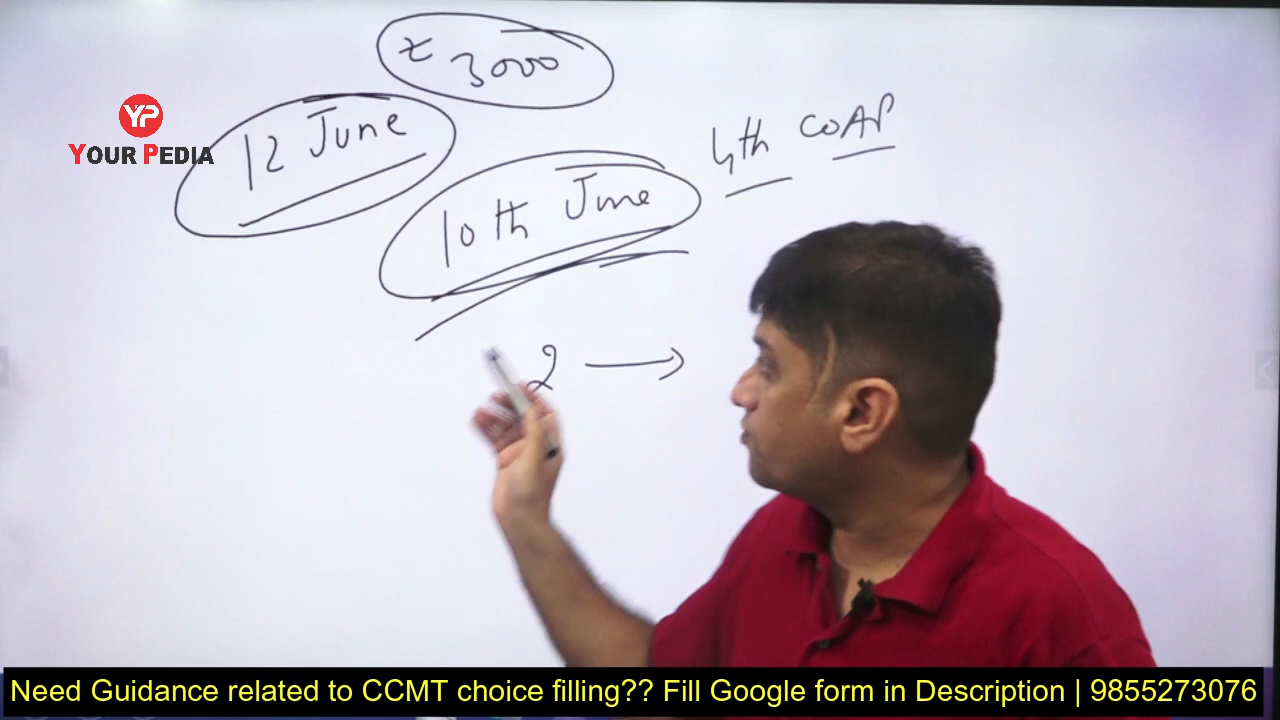 ₹ 3000
12 June
YP
YOUR PEDIA
10th June
4th COAP
2 →
Need Guidance related to CCMT choice filling?? Fill Google form in Description | 9855273076